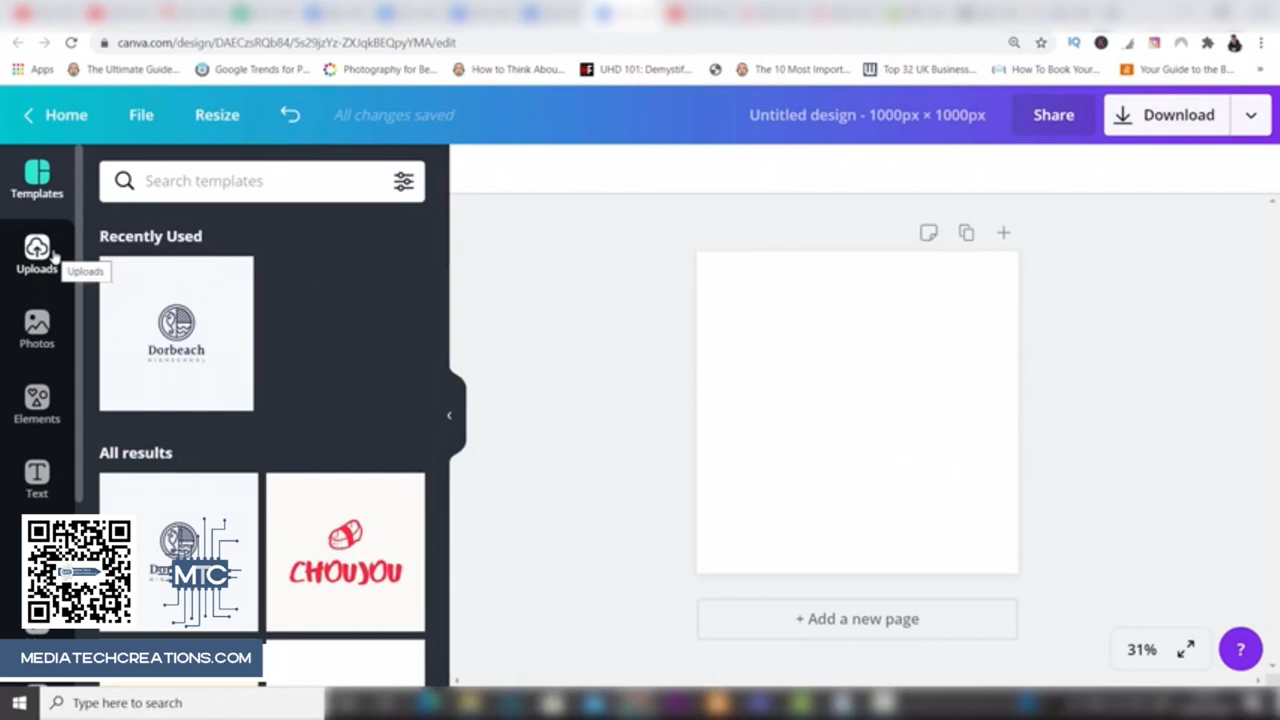 canva.com/design/DAECzsRQb84/5s29jzYz-ZXJqkBEQpyYMA/edit
Apps
The Ultimate Guide...
Google Trends for P...
Photography for Be...
How to Think Abou...
UHD 101: Demystif...
The 10 Most Import...
Top 32 UK Business...
How To Book Your...
Your Guide to the B...
»
Home
File
Resize
All changes saved
Untitled design - 1000px × 1000px
Share
Download
Templates
Search templates
Uploads
Uploads
Recently Used
Dorbeach
HIGHSCHOOL
Photos
Elements
All results
Text
MTC
CHOUJOU
MEDIATECHCREATIONS.COM
+ Add a new page
31%
?
Type here to search